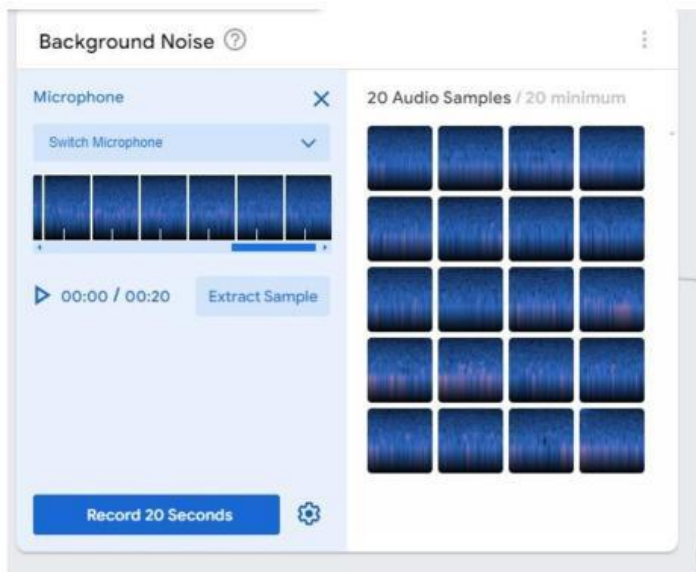 Background Noise ?
Microphone
Switch Microphone
00:00 / 00:20
Extract Sample
Record 20 Seconds
20 Audio Samples / 20 minimum